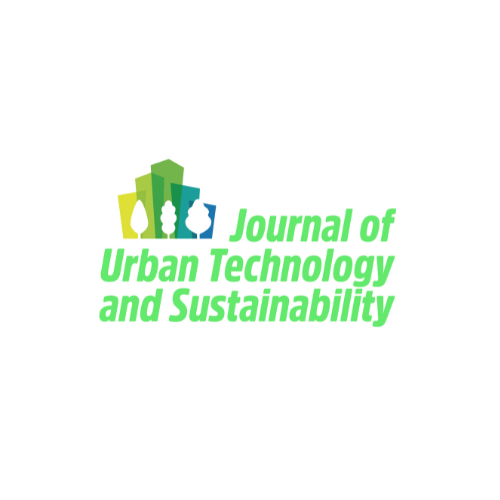 Journal of
Urban Technology
and Sustainability